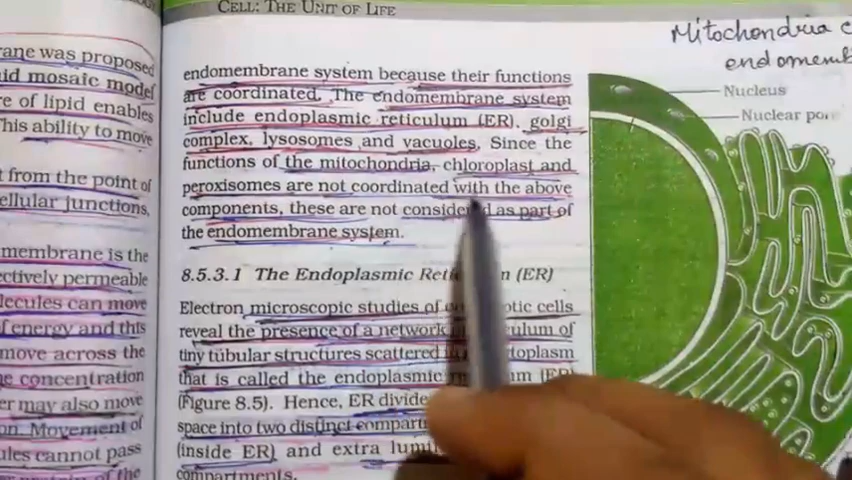 CELL: THE UNIT OF LIFE
rane was proposed
id mosaic model
re of lipid enables
This ability to move
t from the point of
ellular junctions,
membrane is the
ectively permeable
lecules can move
of energy and this
move across the
he concentration
er may also move
on. Movement of
ules cannot pass
endomembrane system because their functions
are coordinated. The endomembrane system
include endoplasmic reticulum (ER), golgi
complex, lysosomes and vacuoles. Since the
functions of the mitochondria, chloroplast and
peroxisomes are not coordinated with the above
components, these are not considered as part of
the endomembrane system.
8.5.3.1 The Endoplasmic (ER)
Electron microscopic studies of cells
reveal the presence of a network of
tiny tubular structures scattered
that is called the endoplasmic (ER)
(Figure 8.5). Hence, ER
space into two distinct
(inside ER) and extra
compartments.
Mitochondria
Nucleus